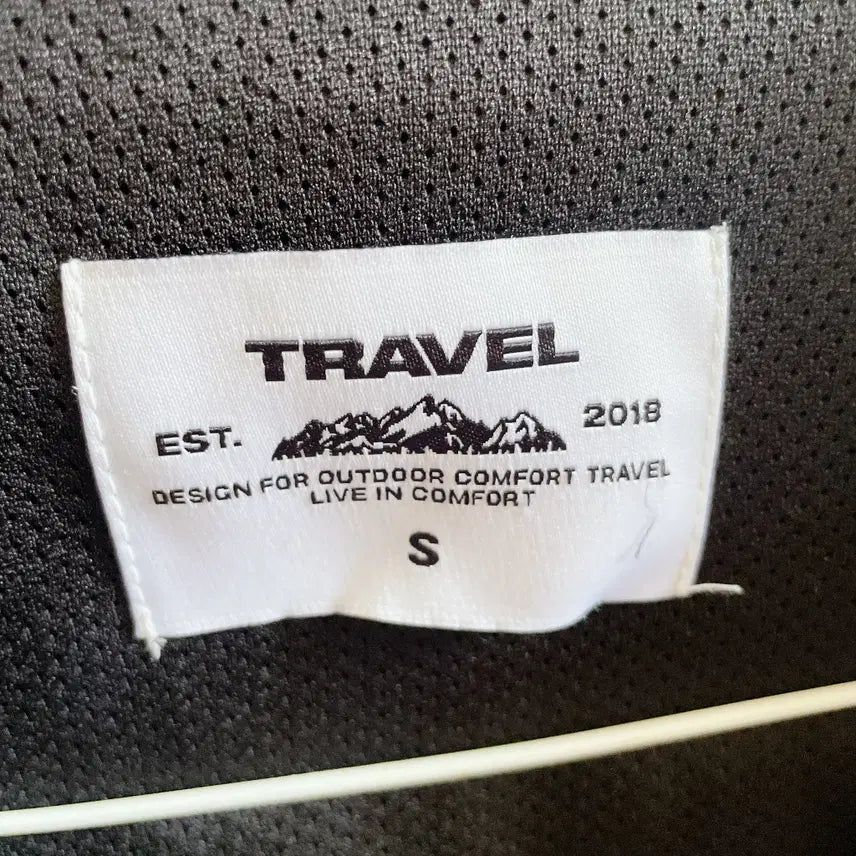 TRAVEL
EST. 2018
DESIGN FOR OUTDOOR COMFORT TRAVEL
LIVE IN COMFORT
S